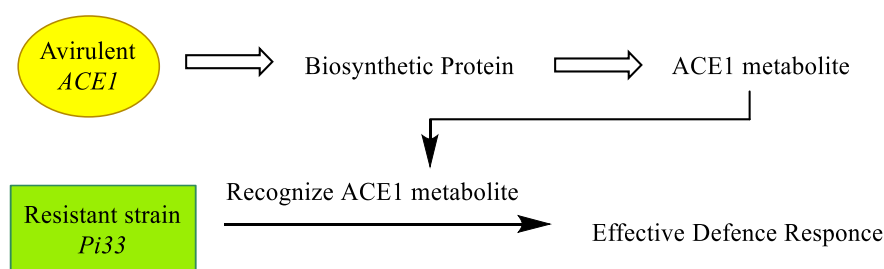 Avirulent
ACE1
Biosynthetic Protein
ACE1 metabolite
Recognize ACE1 metabolite
Resistant strain
Pi33
Effective Defence Responce